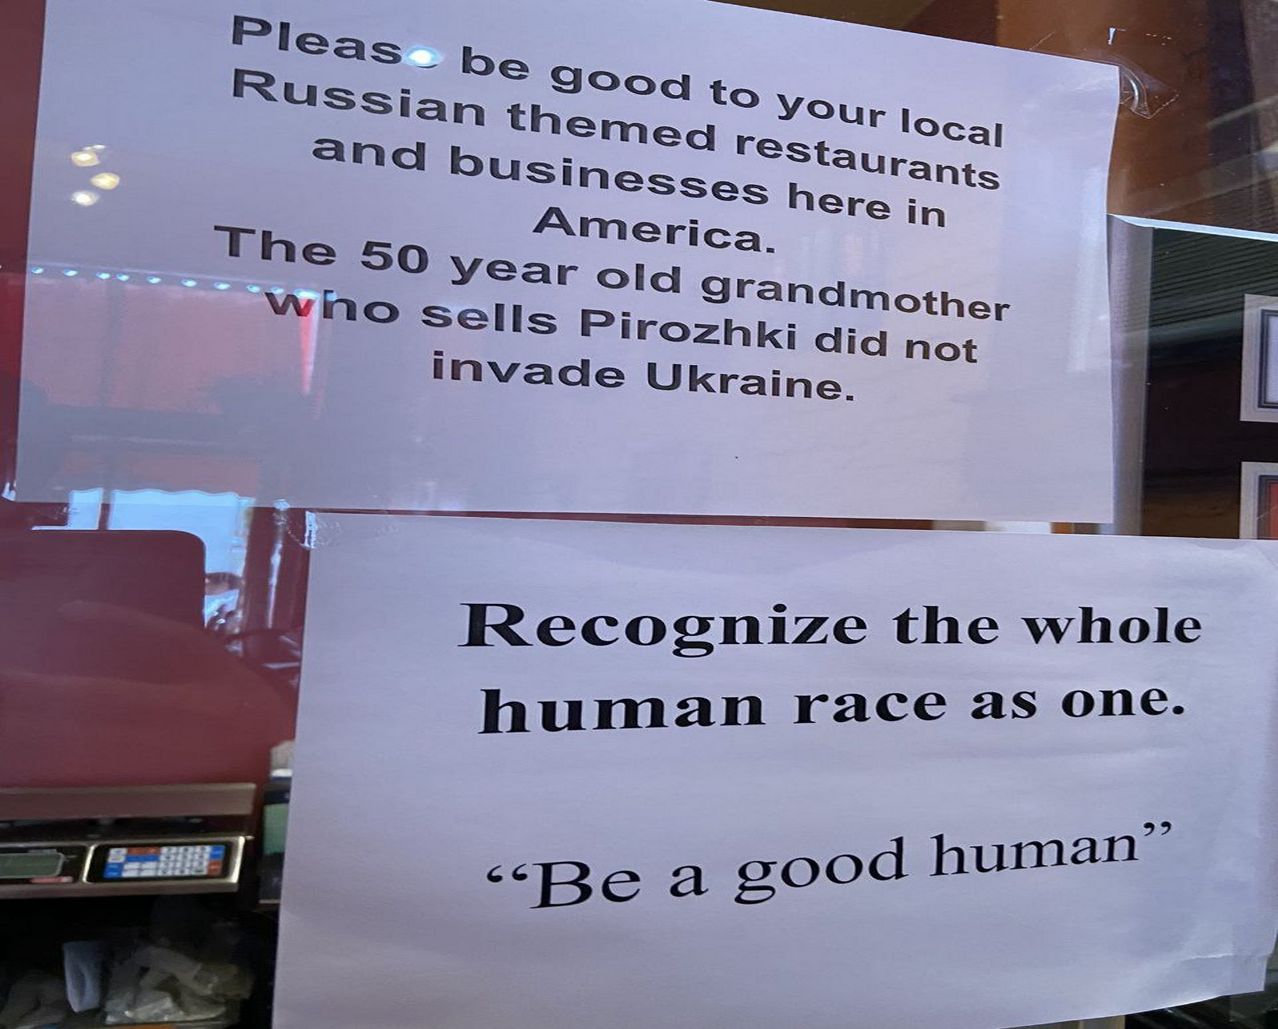 Please be good to your local
Russian themed restaurants
and businesses here in
America.
The 50 year old grandmother
who sells Pirozhki did not
invade Ukraine.
Recognize the whole
human race as one.
“Be a good human”